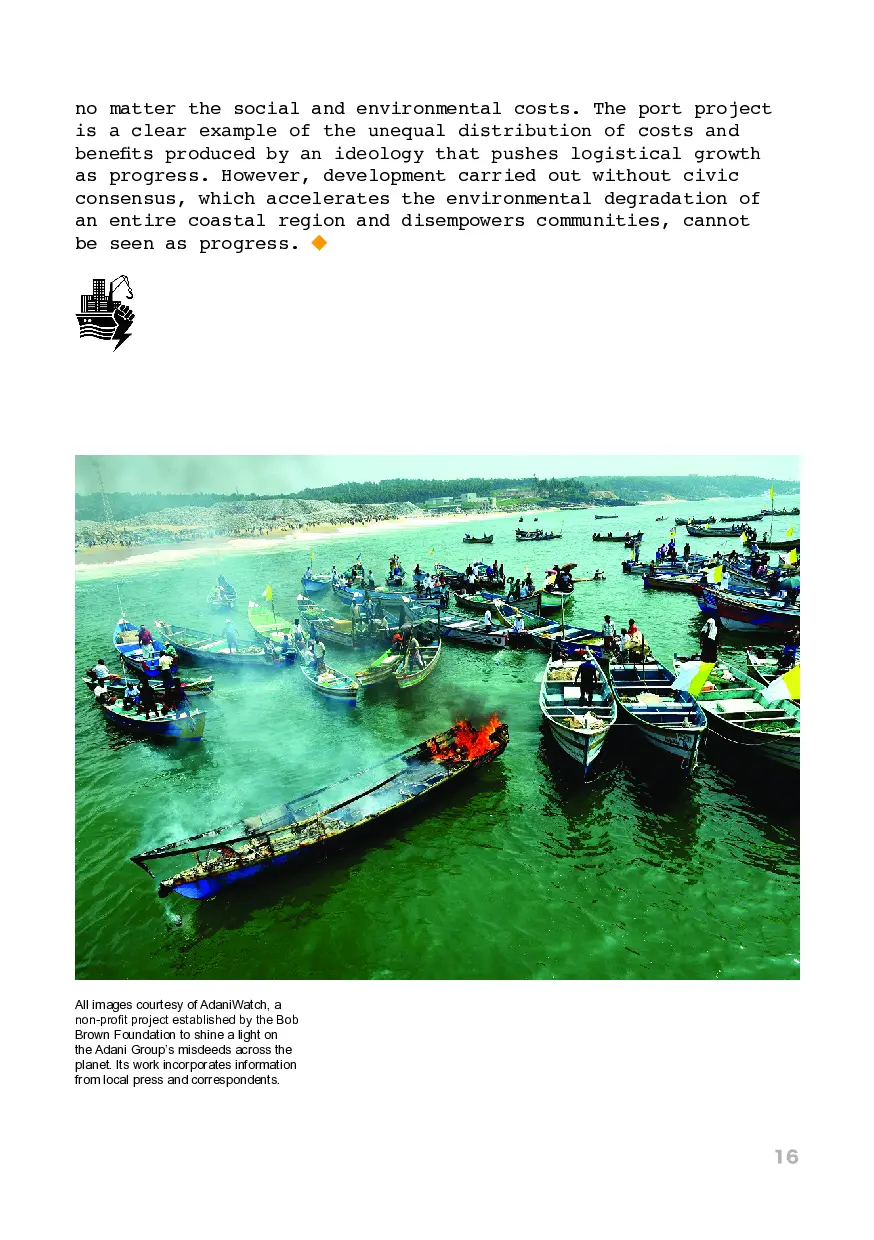 no matter the social and environmental costs. The port project
is a clear example of the unequal distribution of costs and
benefits produced by an ideology that pushes logistical growth
as progress. However, development carried out without civic
consensus, which accelerates the environmental degradation of
an entire coastal region and disempowers communities, cannot
be seen as progress. ◆
All images courtesy of AdaniWatch, a
non-profit project established by the Bob
Brown Foundation to shine a light on
the Adani Group's misdeeds across the
planet. Its work incorporates information
from local press and correspondents.
16